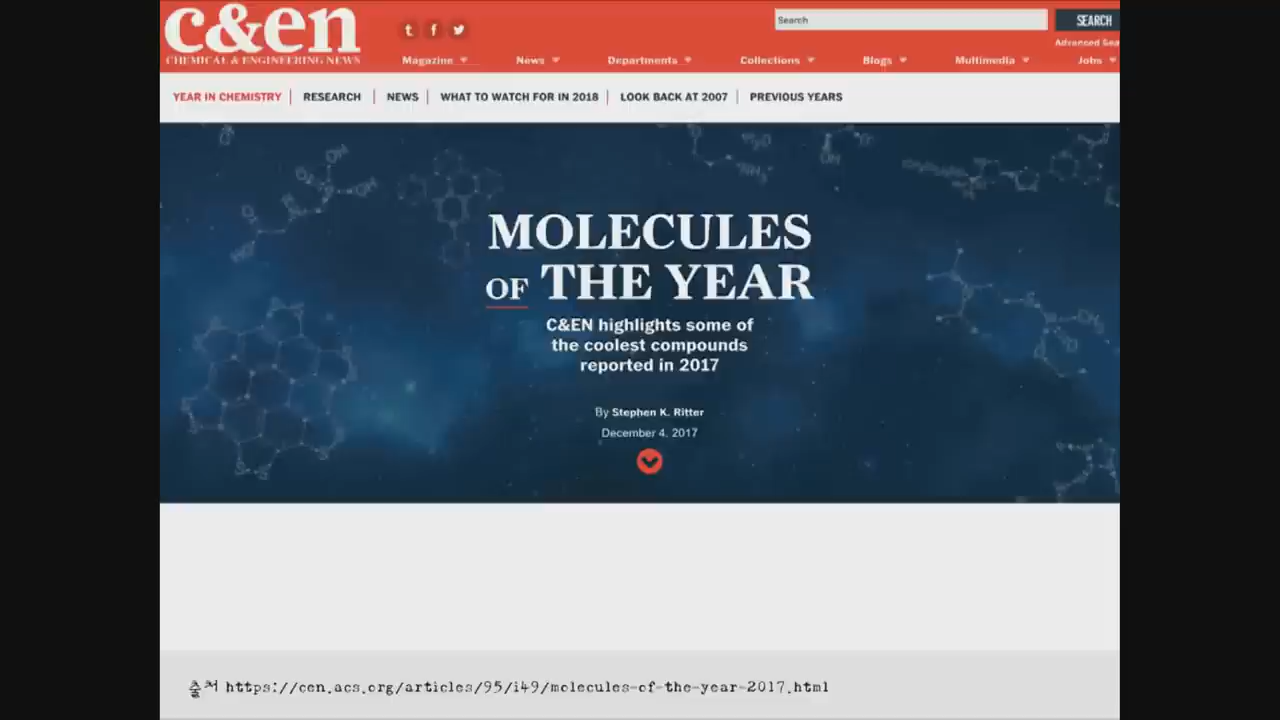 c&en
CHEMICAL & ENGINEERING NEWS
t f
Search
SEARCH
Advanced Sea
Magazine News Departments Collections Blogs Multimedia Jobs
YEAR IN CHEMISTRY RESEARCH NEWS WHAT TO WATCH FOR IN 2018 LOOK BACK AT 2007 PREVIOUS YEARS
MOLECULES
OF THE YEAR
C&EN highlights some of
the coolest compounds
reported in 2017
By Stephen K. Ritter
December 4, 2017
출처 https://cen.acs.org/articles/95/i49/molecules-of-the-year-2017.html